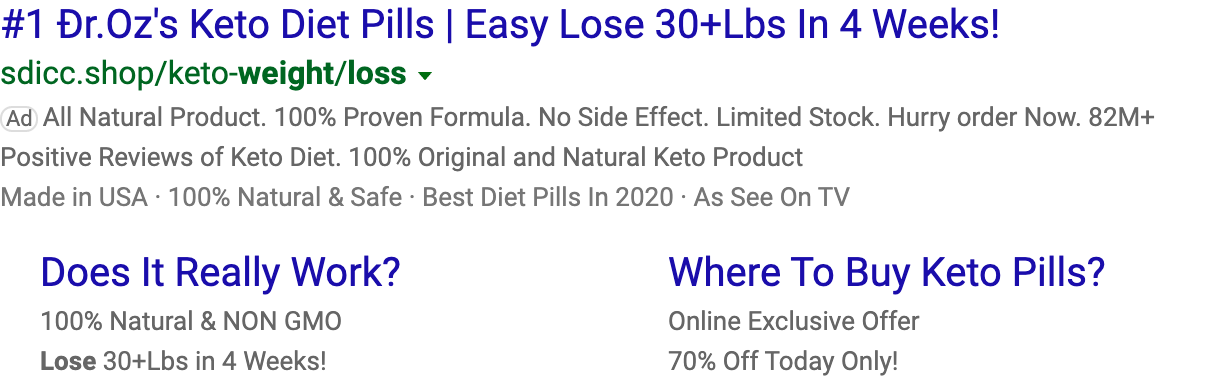 #1 Ðr.Oz's Keto Diet Pills | Easy Lose 30+Lbs In 4 Weeks!
sdicc.shop/keto-weight/loss
Ad All Natural Product. 100% Proven Formula. No Side Effect. Limited Stock. Hurry order Now. 82M+
Positive Reviews of Keto Diet. 100% Original and Natural Keto Product
Made in USA · 100% Natural & Safe · Best Diet Pills In 2020 · As See On TV
Does It Really Work?
100% Natural & NON GMO
Lose 30+Lbs in 4 Weeks!
Where To Buy Keto Pills?
Online Exclusive Offer
70% Off Today Only!